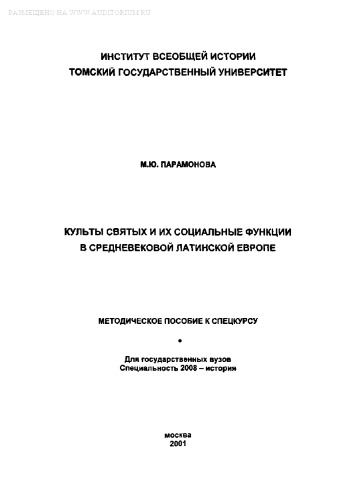 РАЗМЕЩЕНО НА WWW.AUDITORIUM.RU
ИНСТИТУТ ВСЕОБЩЕЙ ИСТОРИИ
ТОМСКИЙ ГОСУДАРСТВЕННЫЙ УНИВЕРСИТЕТ
М.Ю. ПАРАМОНОВА
КУЛЬТЫ СВЯТЫХ И ИХ СОЦИАЛЬНЫЕ ФУНКЦИИ
В СРЕДНЕВЕКОВОЙ ЛАТИНСКОЙ ЕВРОПЕ
МЕТОДИЧЕСКОЕ ПОСОБИЕ К СПЕЦКУРСУ
Для государственных вузов
Специальность 2008 – история
МОСКВА
2001